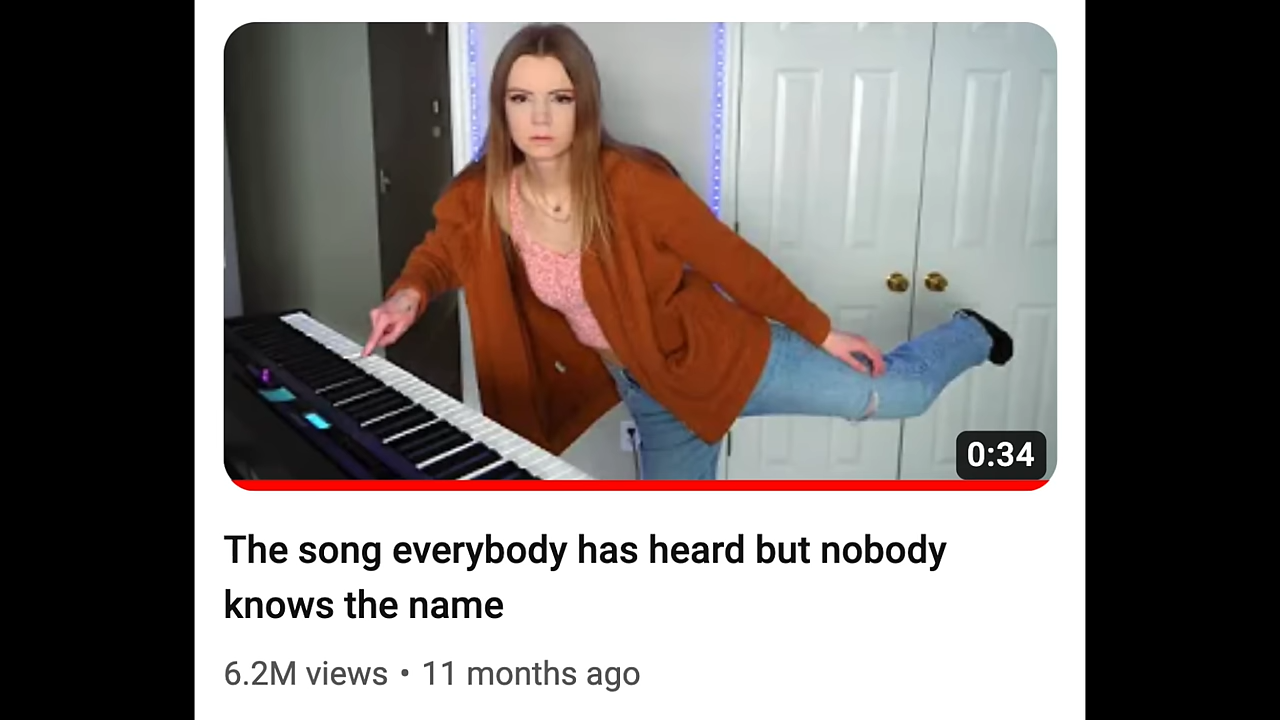 0:34
The song everybody has heard but nobody
knows the name
6.2M views • 11 months ago